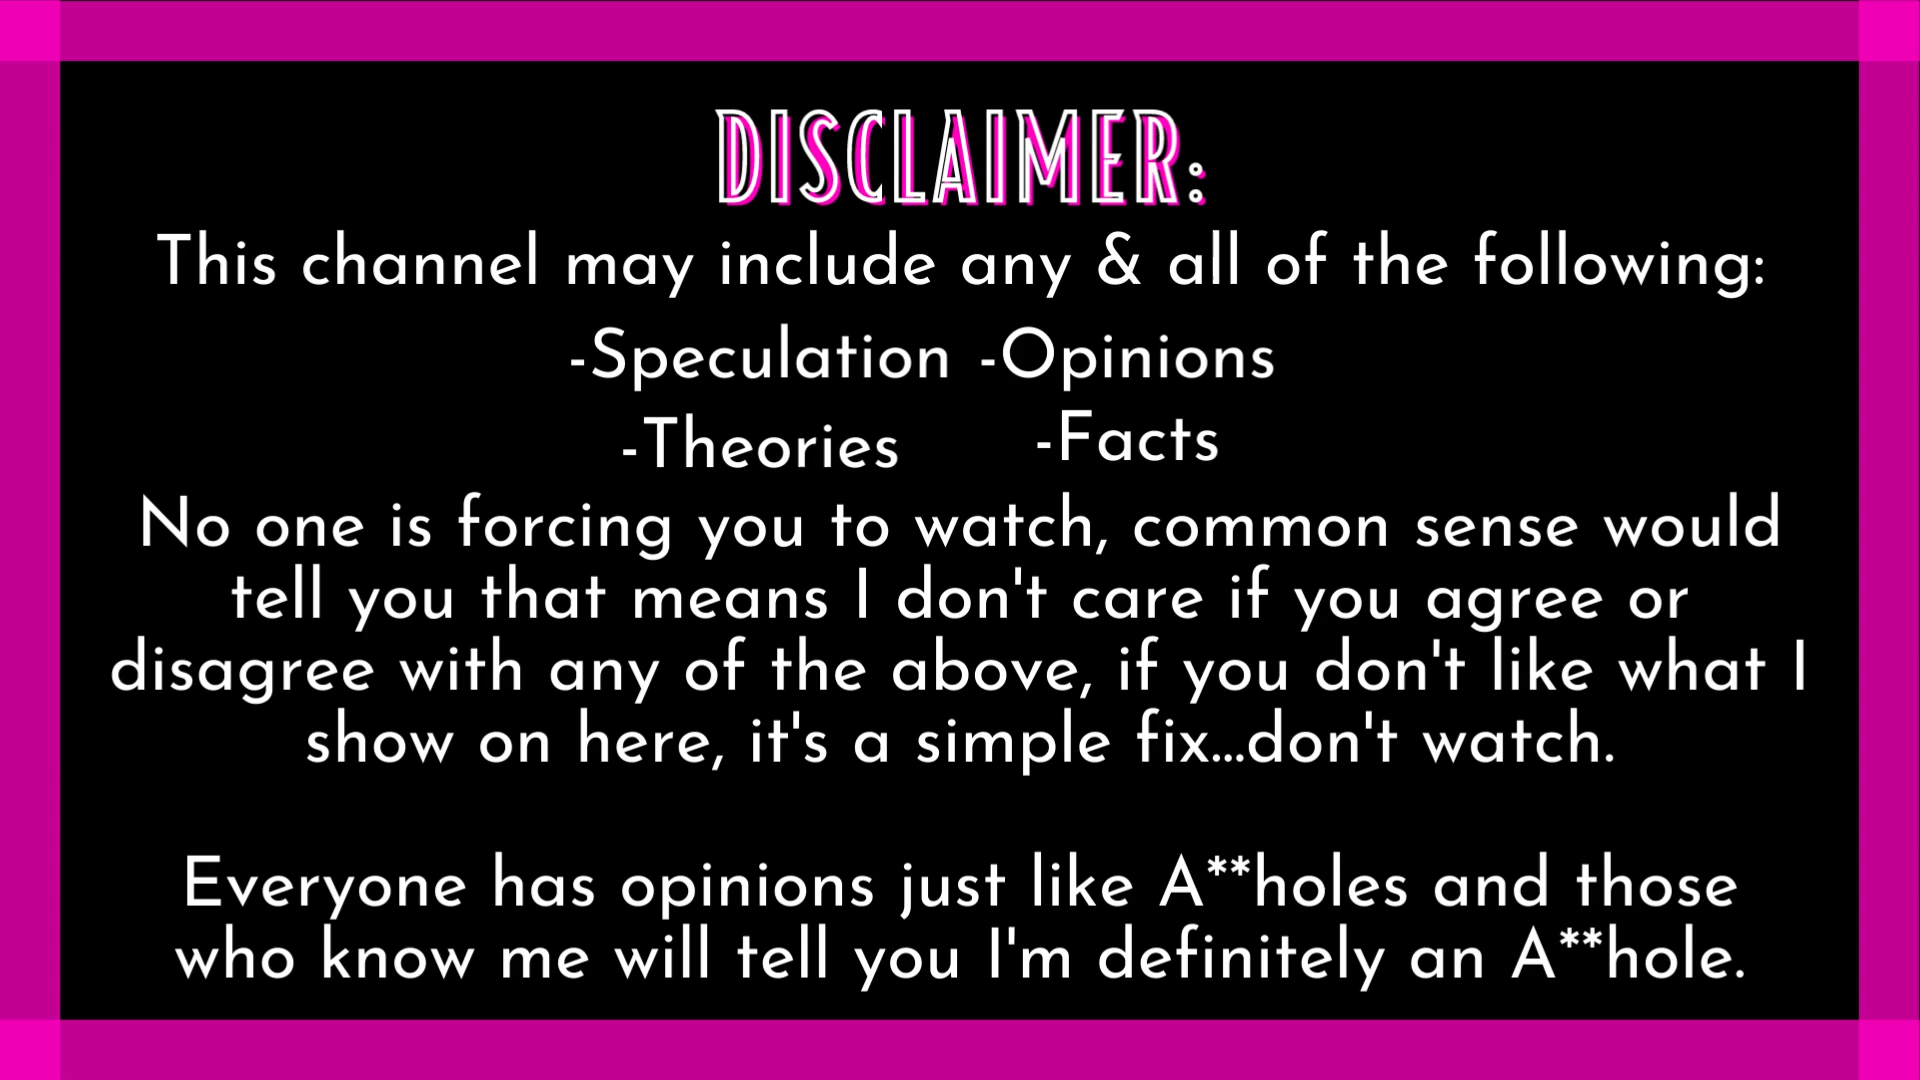 DISCLAIMER:
This channel may include any & all of the following:
-Speculation -Opinions
-Theories -Facts
No one is forcing you to watch, common sense would
tell you that means I don't care if you agree or
disagree with any of the above, if you don't like what I
show on here, it's a simple fix...don't watch.
Everyone has opinions just like A**holes and those
who know me will tell you I'm definitely an A**hole.